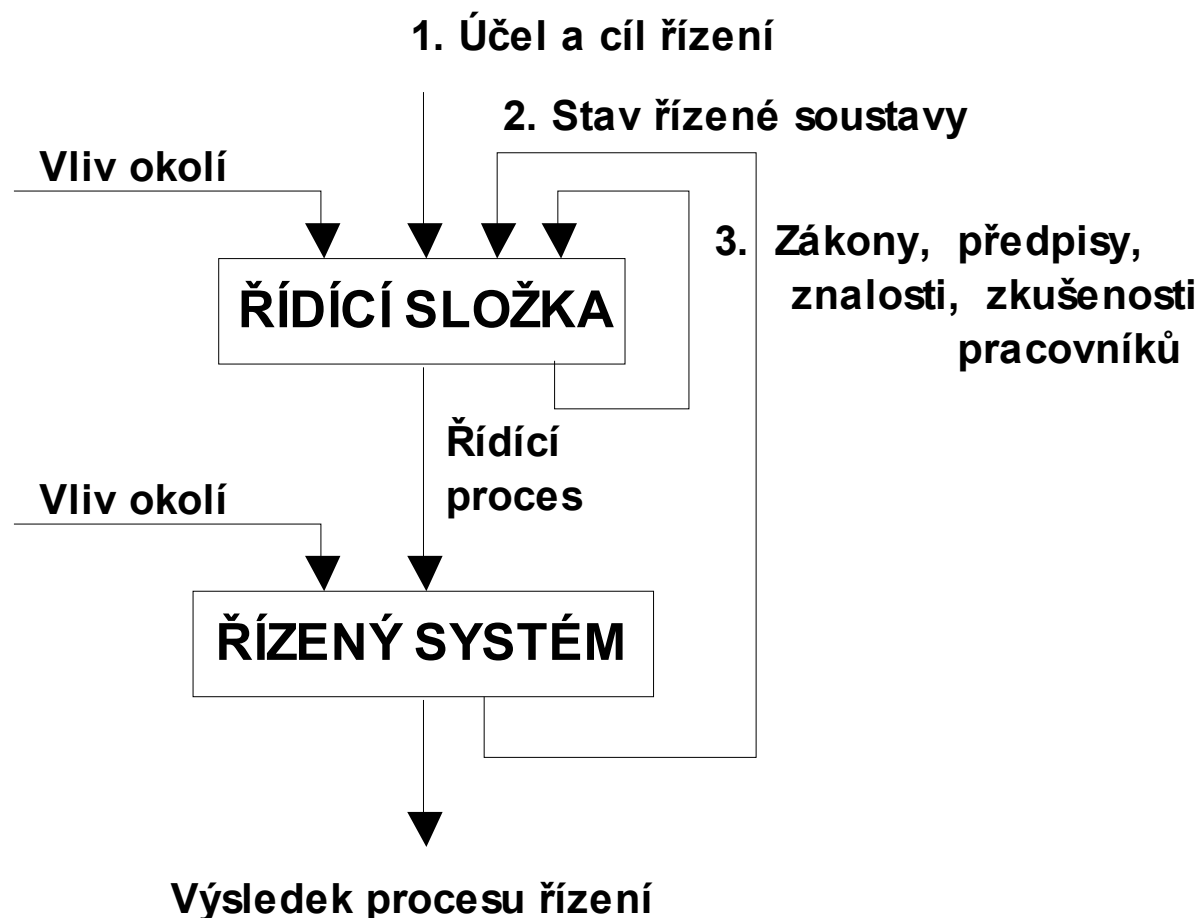 1. Účel a cíl řízení
2. Stav řízené soustavy
Vliv okolí
3. Zákony, předpisy,
znalosti, zkušenosti
pracovníků
ŘÍDÍCÍ SLOŽKA
Řídící
proces
Vliv okolí
ŘÍZENÝ SYSTÉM
Výsledek procesu řízení